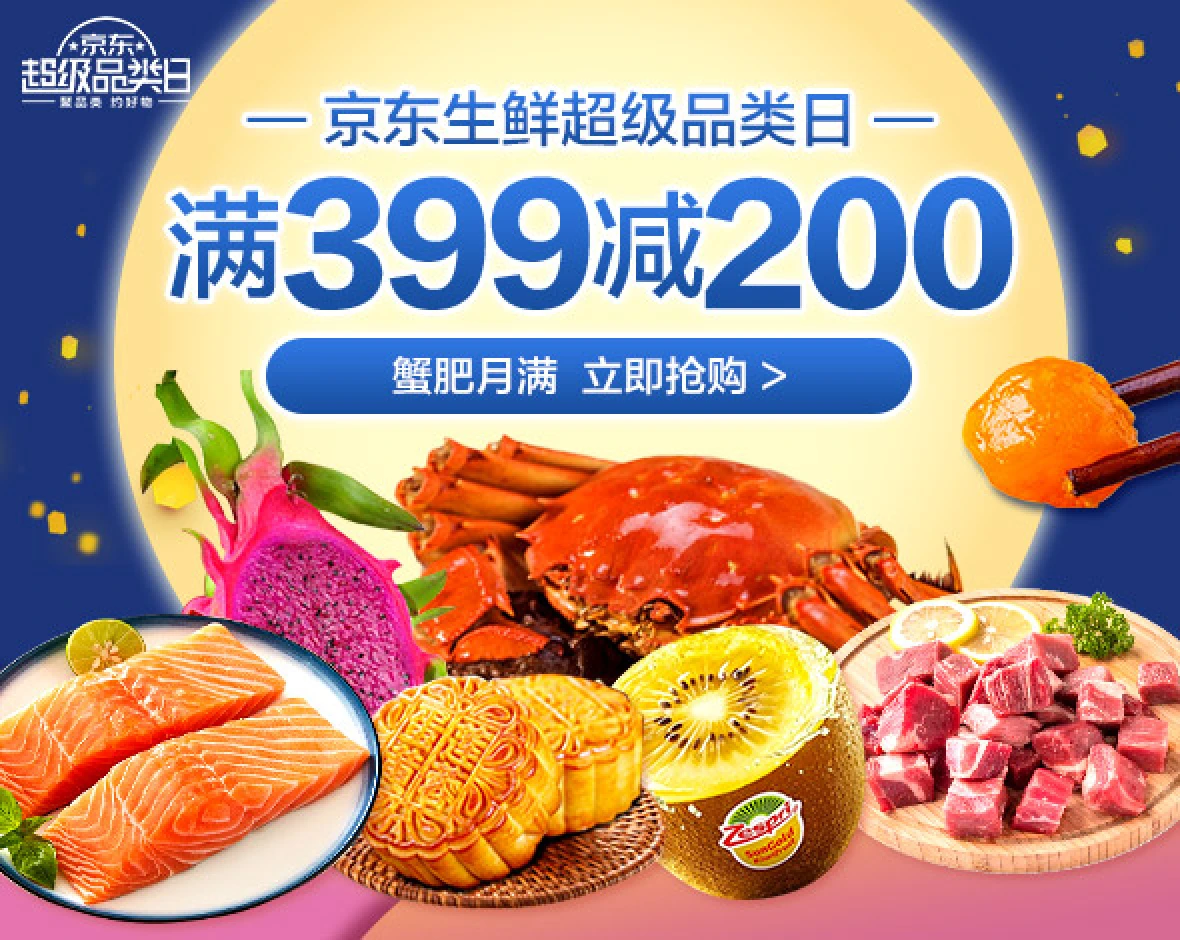 京东
超级品类日
聚品类 约好物
京东生鲜超级品类日
满399减200
蟹肥月满 立即抢购 >
Zespri
SunGold